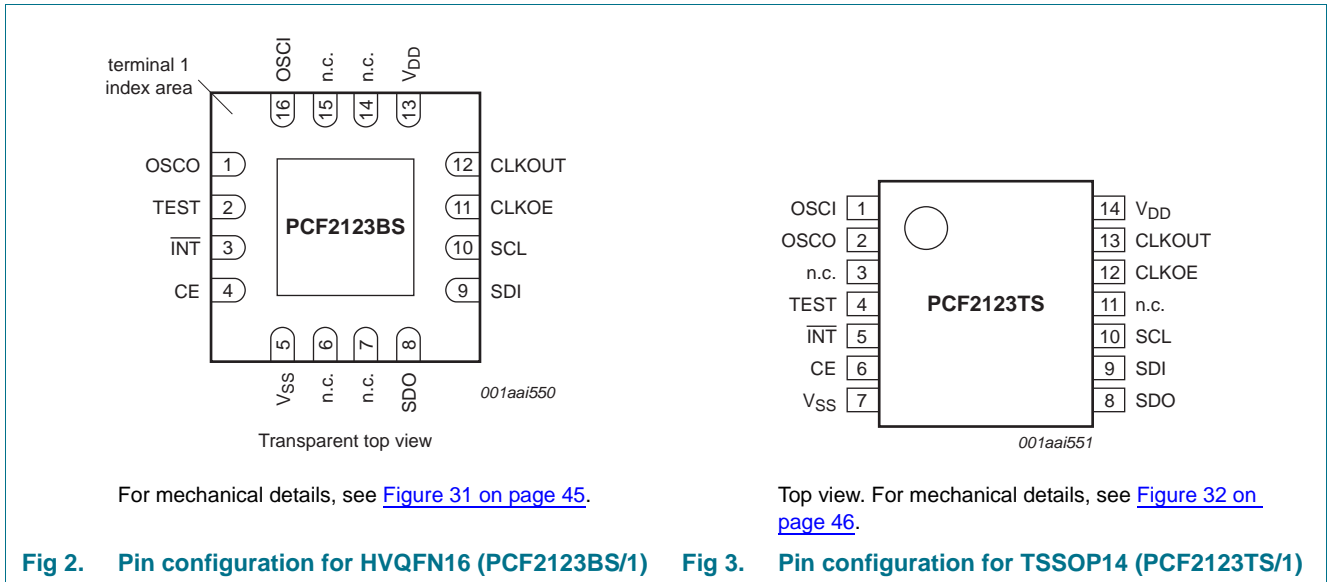 terminal 1
index area
OSCI
n.c.
n.c.
VDD
16
15
14
13
OSCO 1
TEST 2
INT 3
CE 4
PCF2123BS
12 CLKOUT
11 CLKOE
10 SCL
9 SDI
5
6
7
8
VSS
n.c.
n.c.
SDO
001aai550
Transparent top view
For mechanical details, see Figure 31 on page 45.
Fig 2. Pin configuration for HVQFN16 (PCF2123BS/1)
OSCI 1
OSCO 2
n.c. 3
TEST 4
INT 5
CE 6
VSS 7
PCF2123TS
14 VDD
13 CLKOUT
12 CLKOE
11 n.c.
10 SCL
9 SDI
8 SDO
001aai551
Top view. For mechanical details, see Figure 32 on
page 46.
Fig 3. Pin configuration for TSSOP14 (PCF2123TS/1)